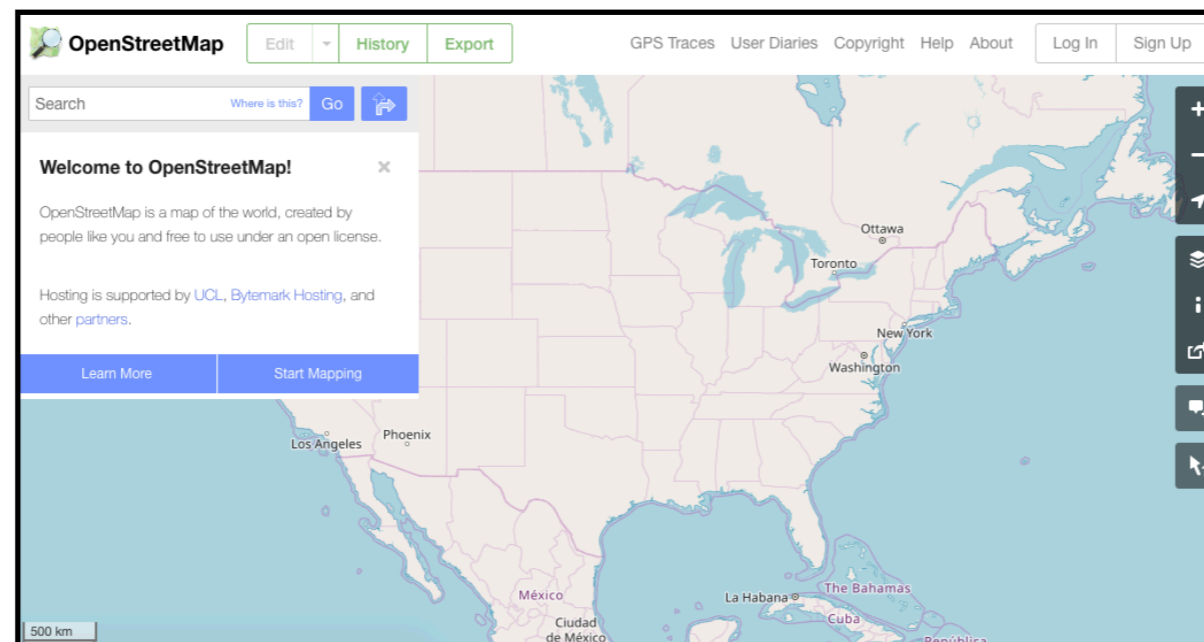 OpenStreetMap Edit History Export GPS Traces User Diaries Copyright Help About Log In Sign Up
Search Where is this? Go
Welcome to OpenStreetMap! ×
OpenStreetMap is a map of the world, created by
people like you and free to use under an open license.
Hosting is supported by UCL, Bytemark Hosting, and
other partners.
Learn More Start Mapping
Ottawa
Toronto
New York
Washington
Los Angeles
Phoenix
México
Ciudad
de México
La Habana
The Bahamas
Cuba
República
500 km